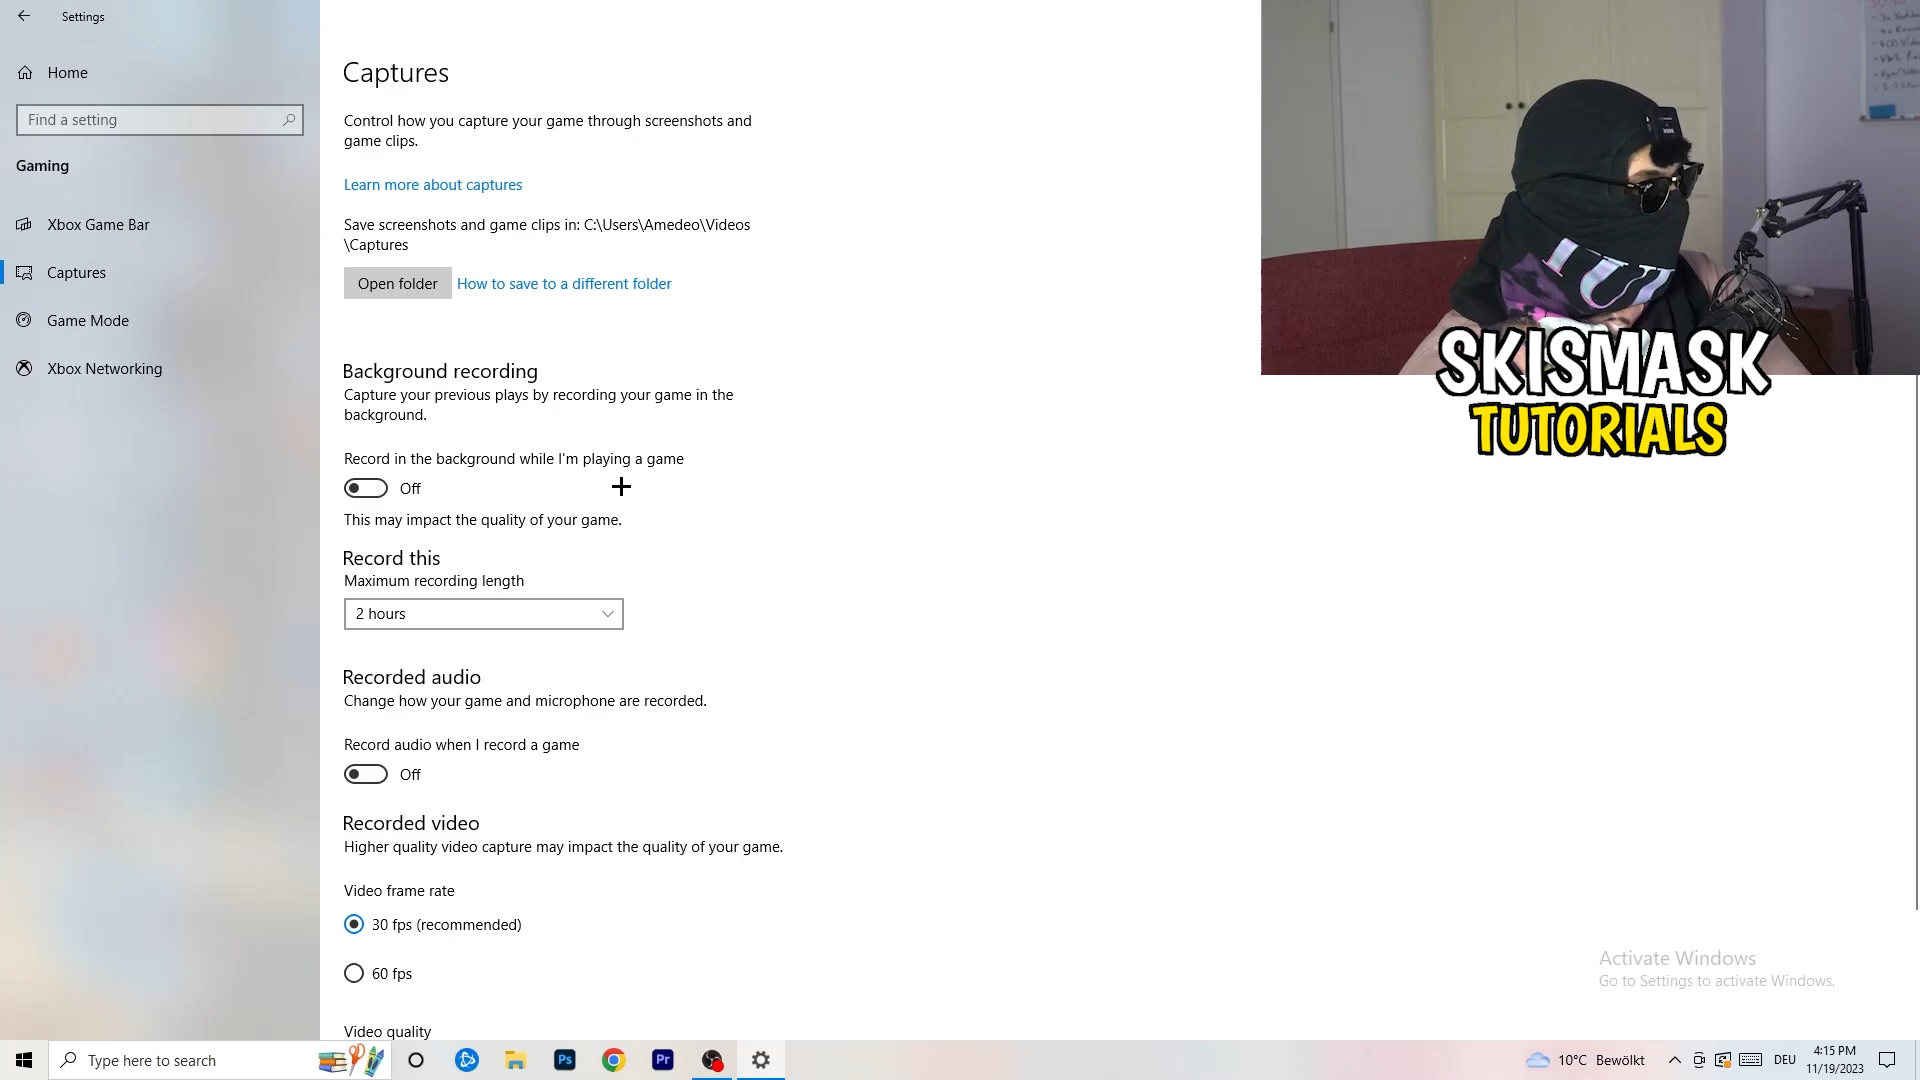 Settings
Home
Find a setting
Gaming
Xbox Game Bar
Captures
Game Mode
Xbox Networking
Captures
Control how you capture your game through screenshots and
game clips.
Learn more about captures
Save screenshots and game clips in: C:\Users\Amedeo\Videos
\Captures
Open folder
How to save to a different folder
Background recording
Capture your previous plays by recording your game in the
background.
Record in the background while I'm playing a game
Off
This may impact the quality of your game.
Record this
Maximum recording length
2 hours
Recorded audio
Change how your game and microphone are recorded.
Record audio when I record a game
Off
Recorded video
Higher quality video capture may impact the quality of your game.
Video frame rate
30 fps (recommended)
60 fps
Video quality
SKISMASK
TUTORIALS
Activate Windows
Go to Settings to activate Windows.
Type here to search
Ps
Pr
10°C Bewölkt
DEU
4:15 PM
11/19/2023